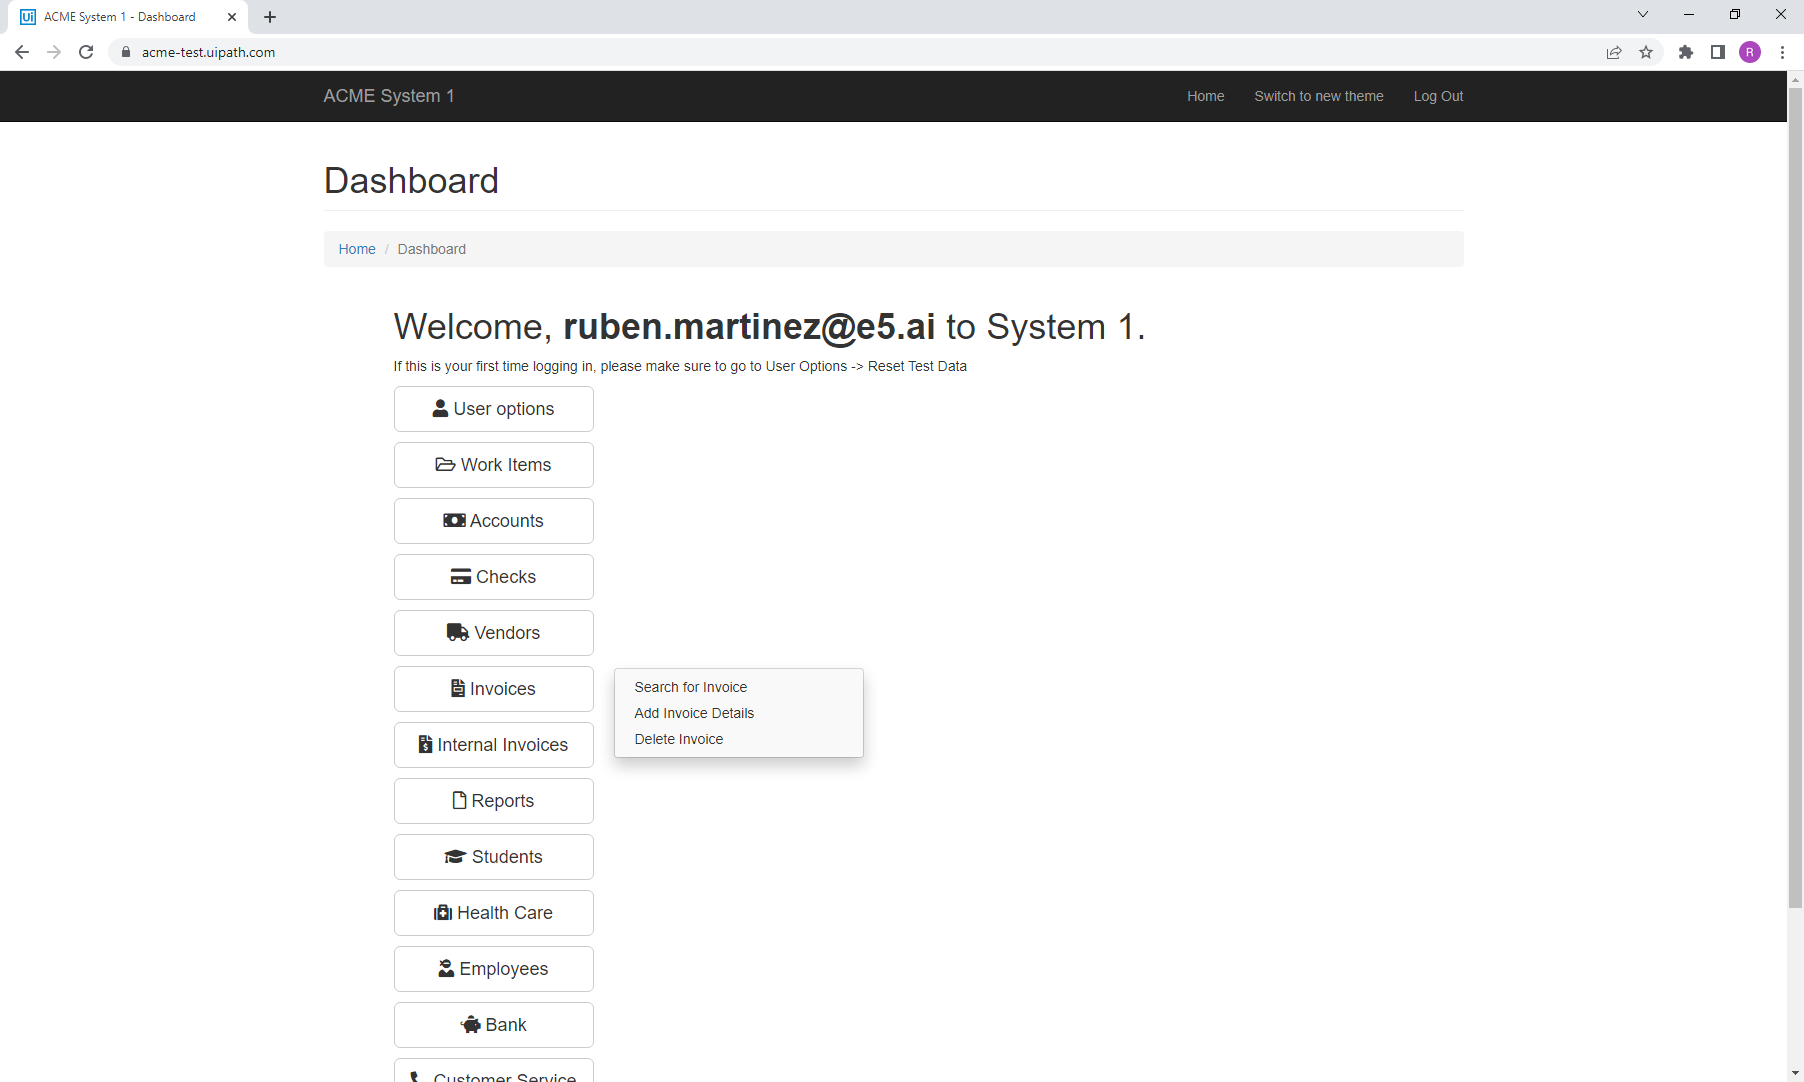 ACME System 1 - Dashboard
acme-test.uipath.com
R
ACME System 1
Home
Switch to new theme
Log Out
Dashboard
Home / Dashboard
Welcome, ruben.martinez@e5.ai to System 1.
If this is your first time logging in, please make sure to go to User Options -> Reset Test Data
User options
Work Items
Accounts
Checks
Vendors
Invoices
Search for Invoice
Add Invoice Details
Delete Invoice
Internal Invoices
Reports
Students
Health Care
Employees
Bank
Customer Service